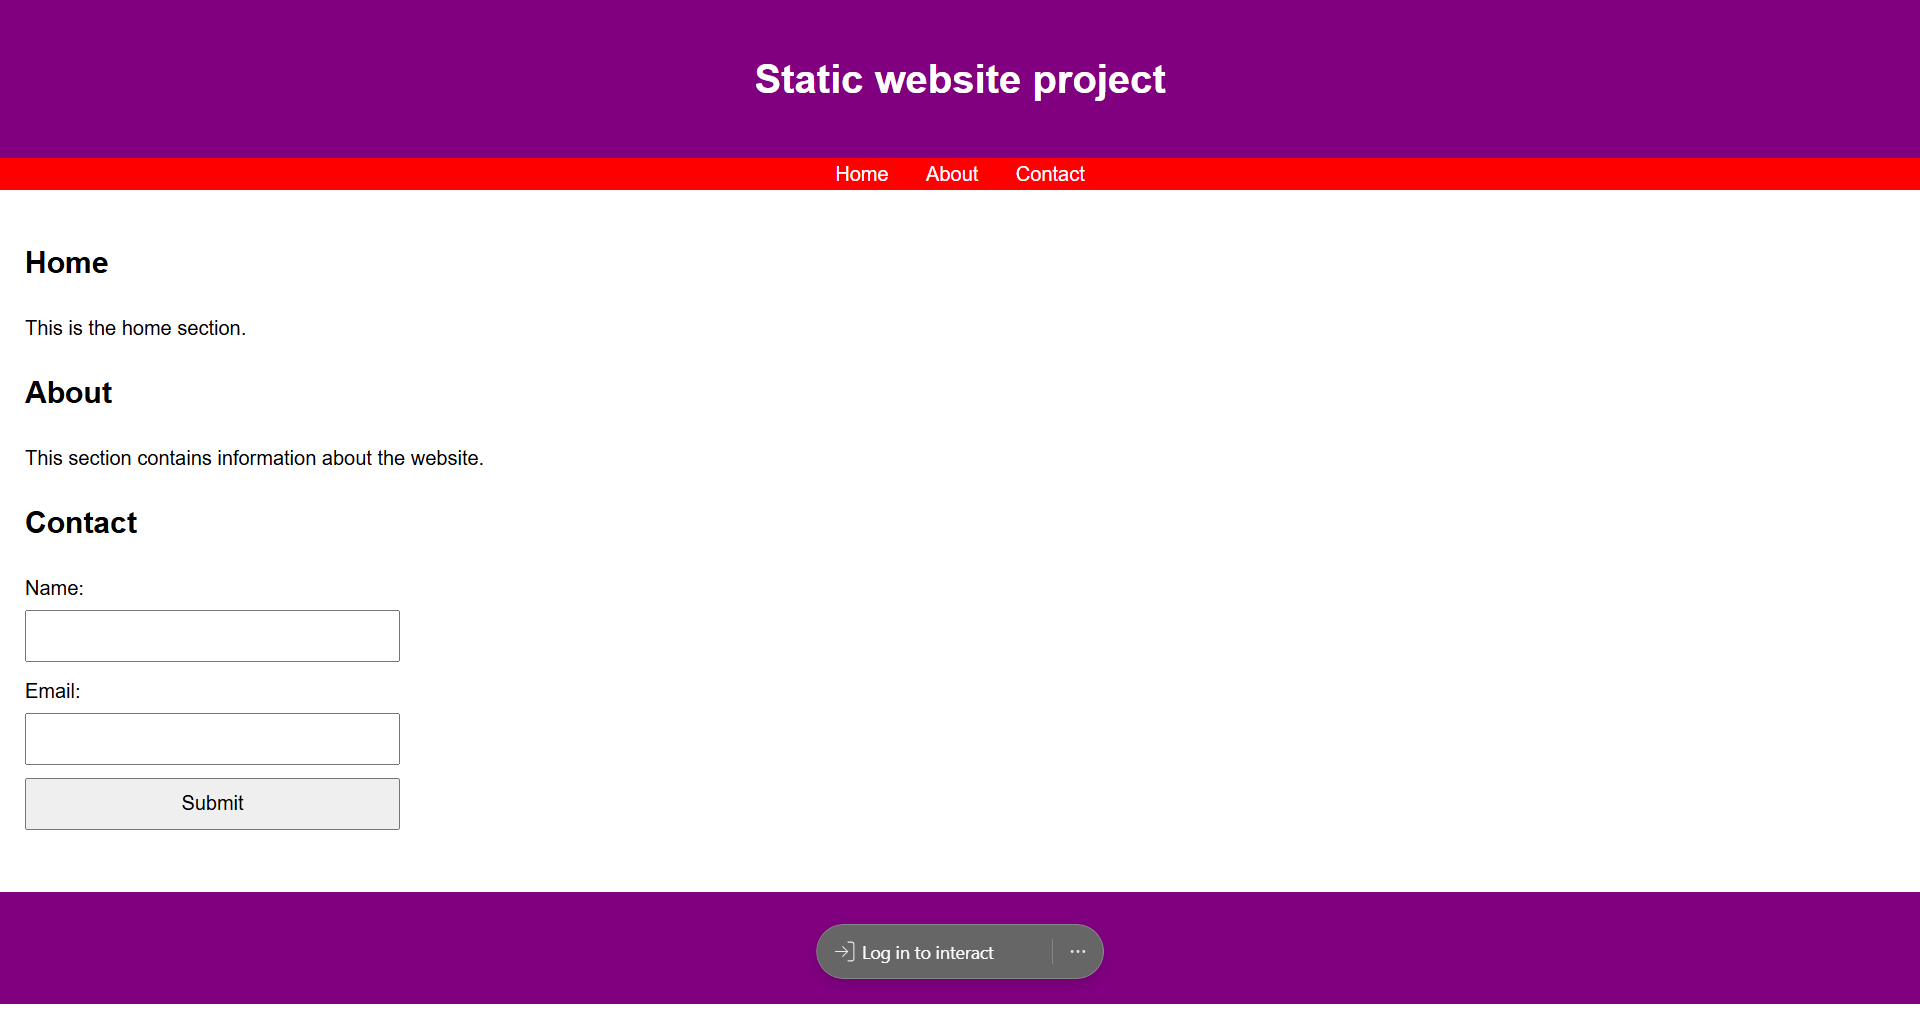 Static website project
Home About Contact
Home
This is the home section.
About
This section contains information about the website.
Contact
Name:
Email:
Submit
Log in to interact